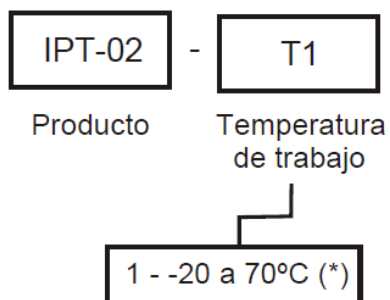 IPT-02 - T1
Producto Temperatura
de trabajo
1 - -20 a 70ºC (*)